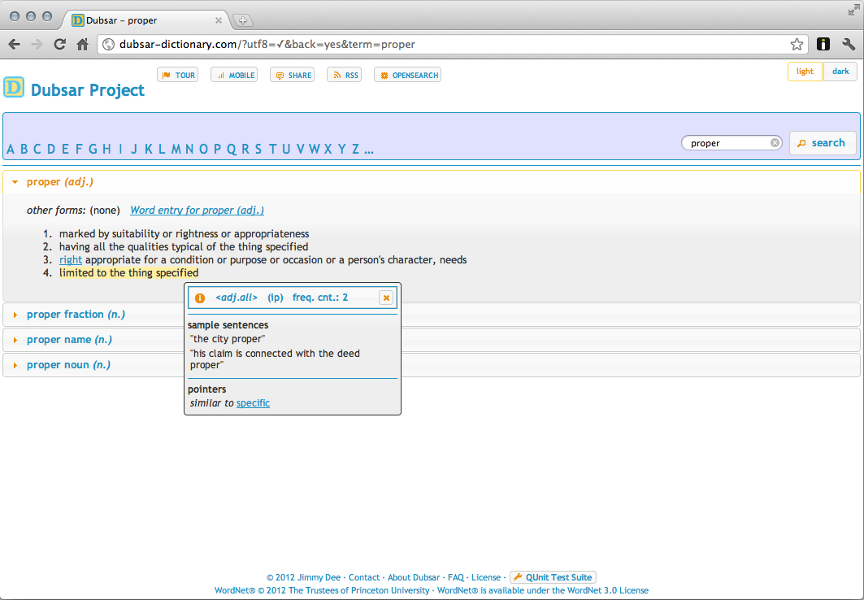 Dubsar – proper
dubsar-dictionary.com/?utf8=✓&back=yes&term=proper
TOUR MOBILE SHARE RSS OPENSEARCH
light dark
D Dubsar Project
A B C D E F G H I J K L M N O P Q R S T U V W X Y Z ...
proper search
proper (adj.)
other forms: (none) Word entry for proper (adj.)
1. marked by suitability or rightness or appropriateness
2. having all the qualities typical of the thing specified
3. right appropriate for a condition or purpose or occasion or a person's character, needs
4. limited to the thing specified
<adj.all> (ip) freq. cnt.: 2
sample sentences
"the city proper"
"his claim is connected with the deed
proper"
pointers
similar to specific
proper fraction (n.)
proper name (n.)
proper noun (n.)
© 2012 Jimmy Dee · Contact · About Dubsar · FAQ · License · QUnit Test Suite
WordNet® © 2012 The Trustees of Princeton University · WordNet® is available under the WordNet 3.0 License